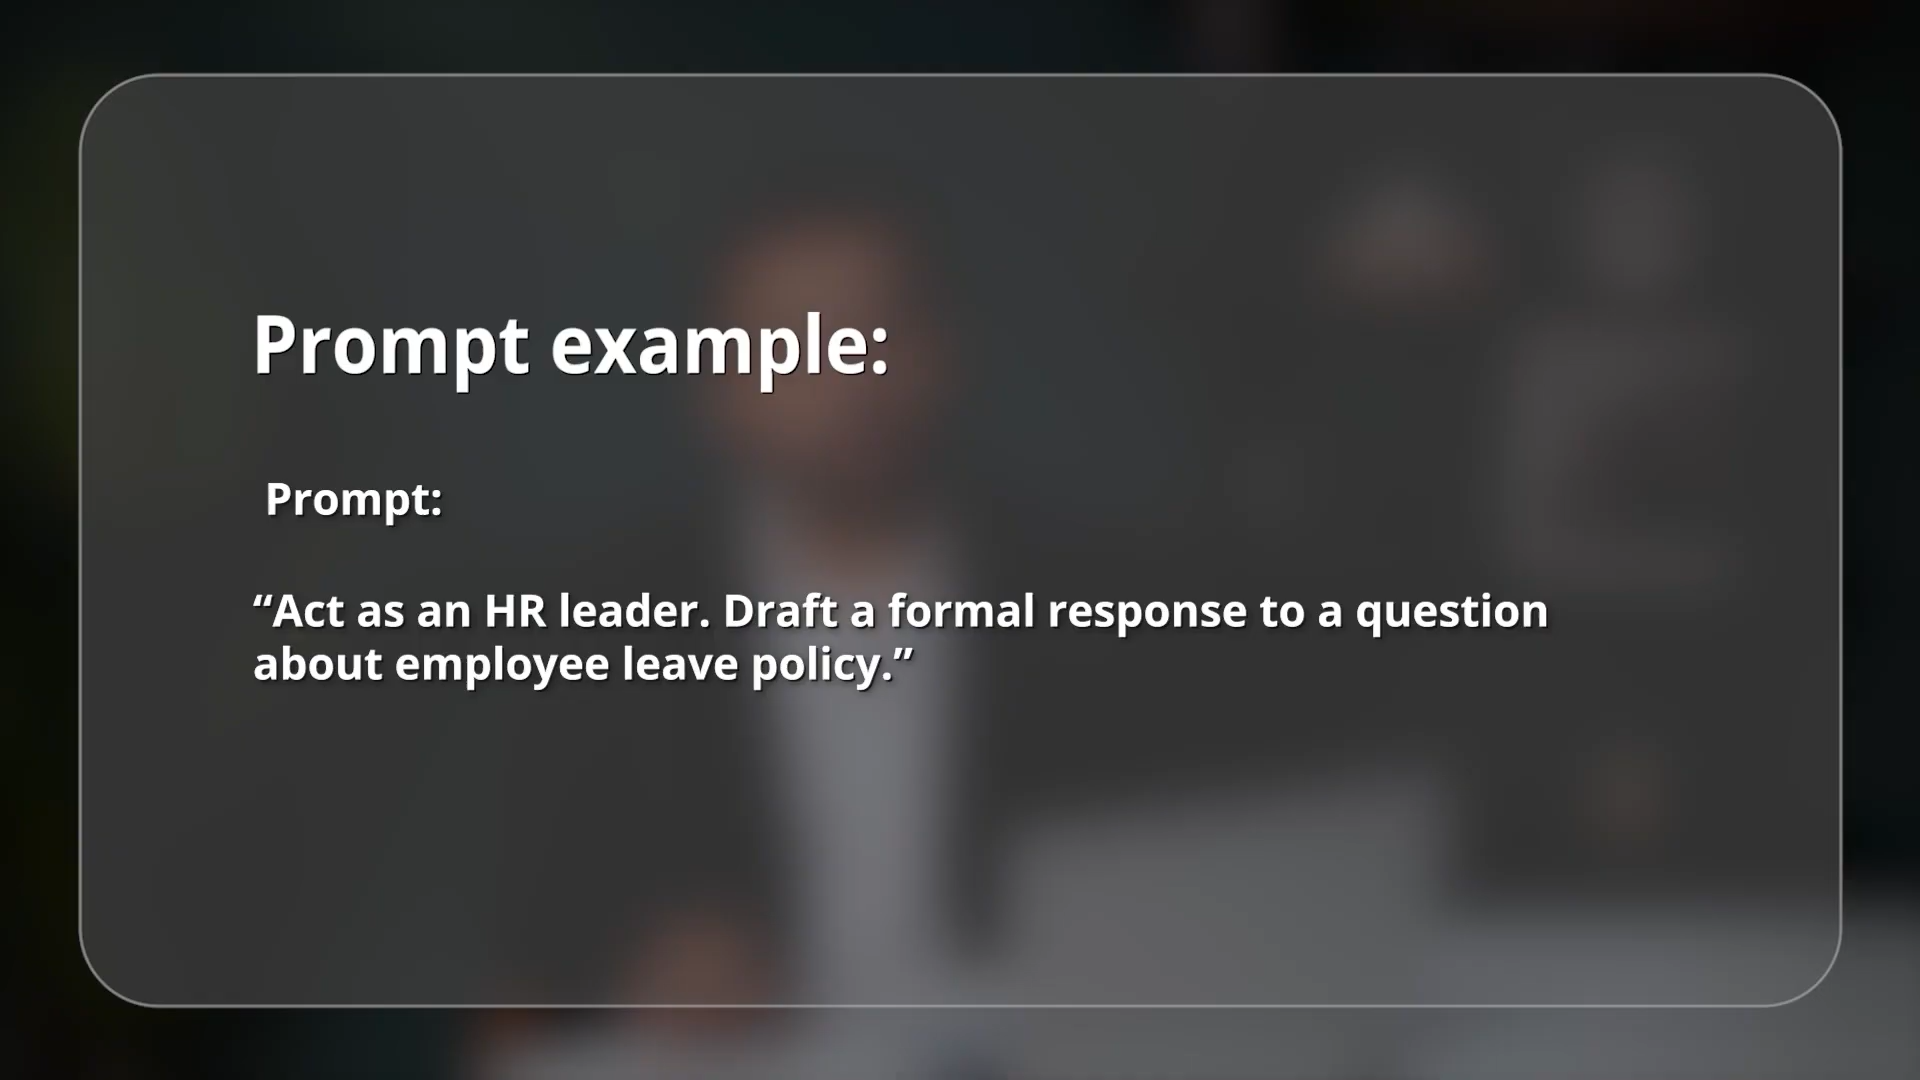 Prompt example:
Prompt:
“Act as an HR leader. Draft a formal response to a question
about employee leave policy.”